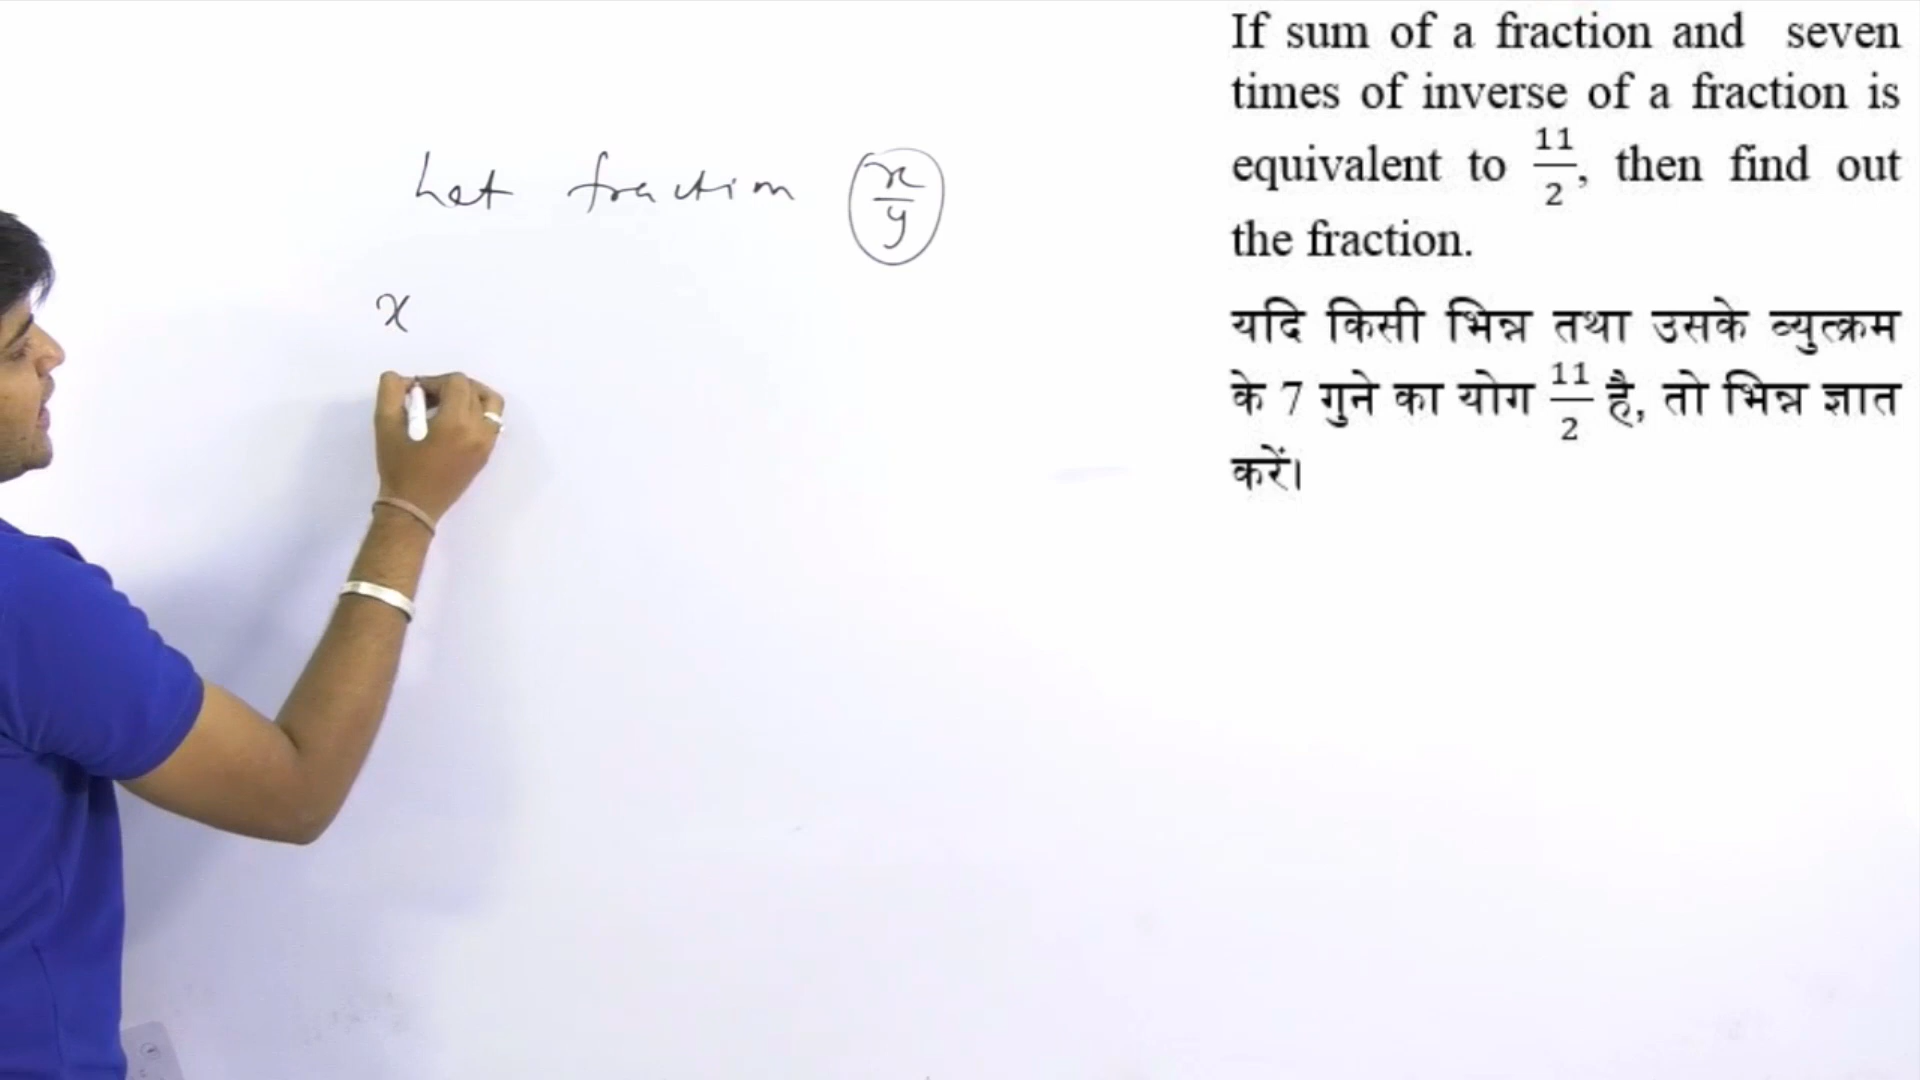 Let fraction x/y
x
If sum of a fraction and seven
times of inverse of a fraction is
equivalent to 11/2, then find out
the fraction.
यदि किसी भिन्न तथा उसके व्युत्क्रम
के 7 गुने का योग 11/2 है, तो भिन्न ज्ञात
करें।